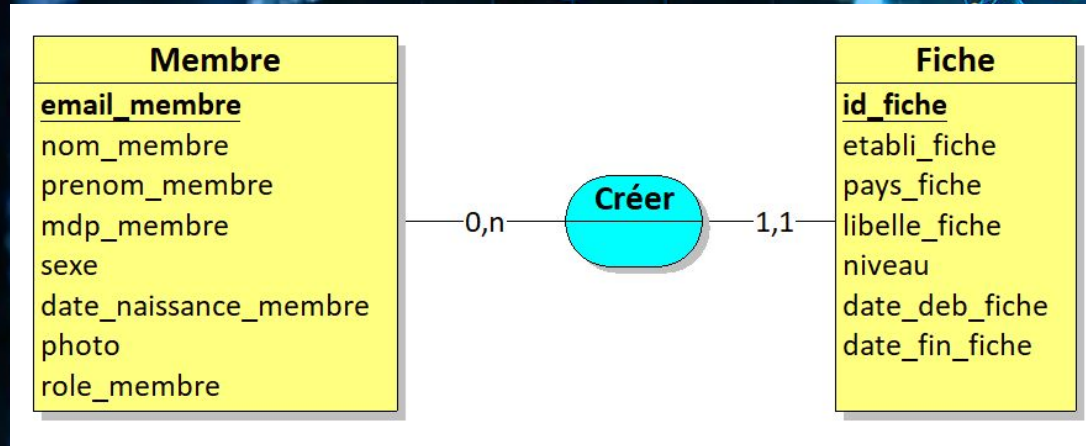 Membre
email_membre
nom_membre
prenom_membre
mdp_membre
sexe
date_naissance_membre
photo
role_membre
0,n
Créer
1,1
Fiche
id_fiche
etabli_fiche
pays_fiche
libelle_fiche
niveau
date_deb_fiche
date_fin_fiche